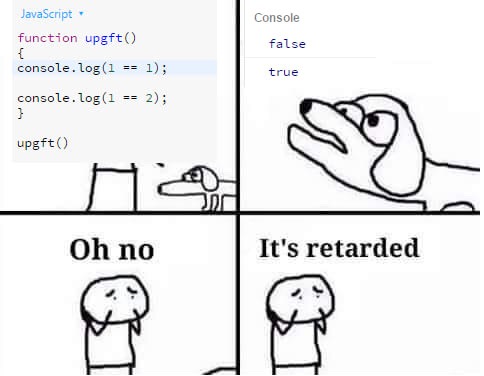 JavaScript ▾
function upgft()
{
console.log(1 == 1);
console.log(1 == 2);
}
upgft()
Console
false
true
Oh no
It's retarded